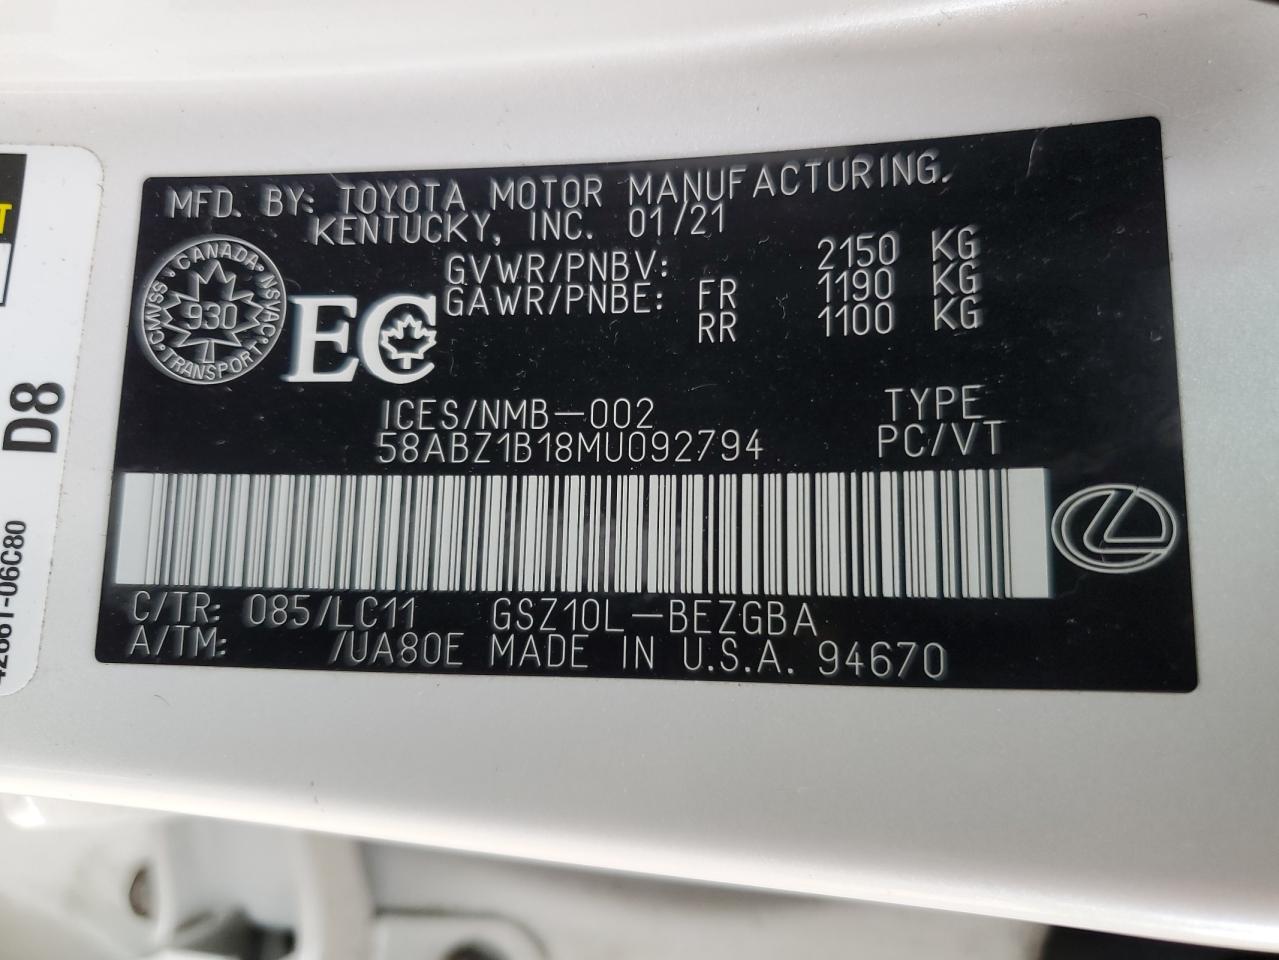 MFD. BY: TOYOTA MOTOR MANUFACTURING.
KENTUCKY, INC. 01/21
GVWR/PNBV: 2150 KG
GAWR/PNBE: FR 1190 KG
RR 1100 KG
CANADA NSVAC TRANSPORT CMVSS
930
EC
ICES/NMB-002 TYPE
58ABZ1B18MU092794 PC/VT
C/TR: 085/LC11 GSZ10L-BEZGBA
A/TM: /UA80E MADE IN U.S.A. 94670
D8
-06C80